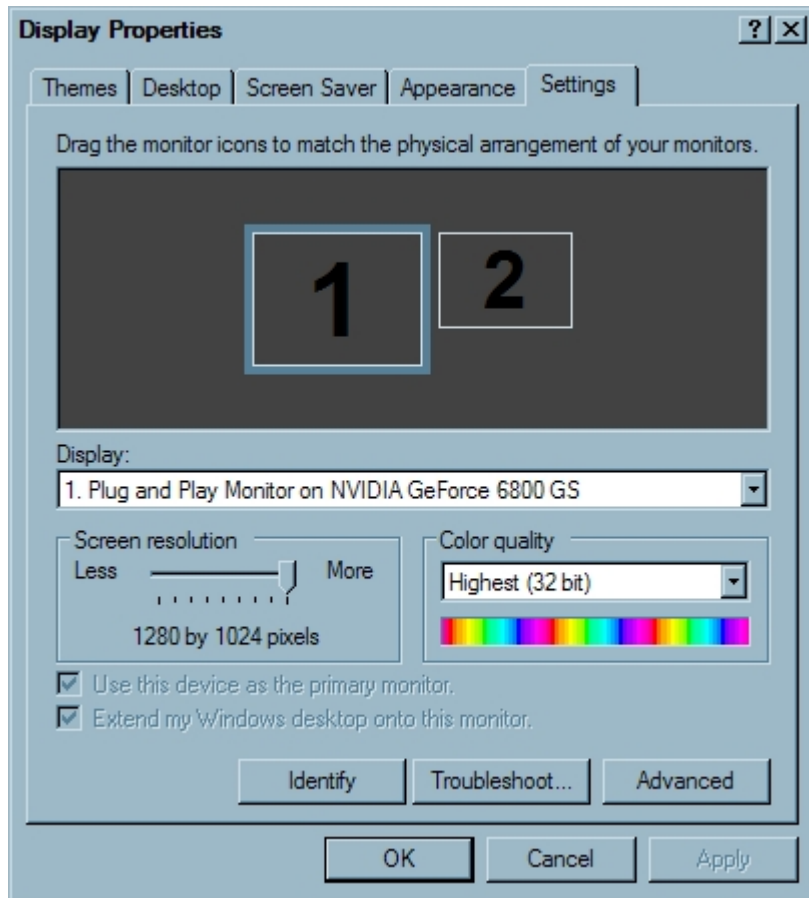 Display Properties
? X
Themes Desktop Screen Saver Appearance Settings
Drag the monitor icons to match the physical arrangement of your monitors.
1 2
Display:
1. Plug and Play Monitor on NVIDIA GeForce 6800 GS
Screen resolution Color quality
Less More Highest (32 bit)
1280 by 1024 pixels
Use this device as the primary monitor.
Extend my Windows desktop onto this monitor.
Identify Troubleshoot... Advanced
OK Cancel Apply